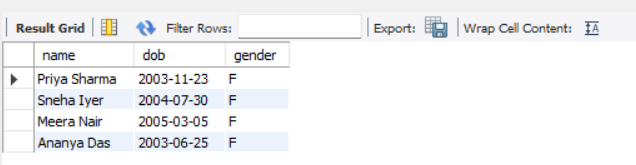 Result Grid Filter Rows: Export: Wrap Cell Content: IA
name dob gender
Priya Sharma 2003-11-23 F
Sneha Iyer 2004-07-30 F
Meera Nair 2005-03-05 F
Ananya Das 2003-06-25 F